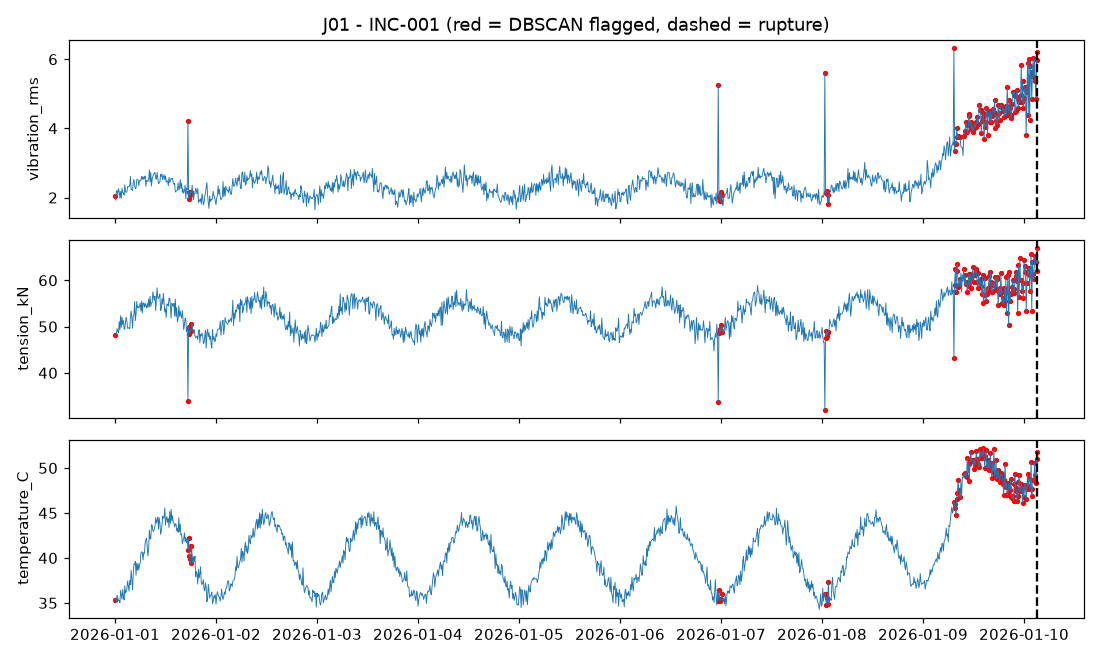 J01 - INC-001 (red = DBSCAN flagged, dashed = rupture)
vibration_rms
6
4
2
tension_kN
60
50
40
temperature_C
50
45
40
35
2026-01-01 2026-01-02 2026-01-03 2026-01-04 2026-01-05 2026-01-06 2026-01-07 2026-01-08 2026-01-09 2026-01-10